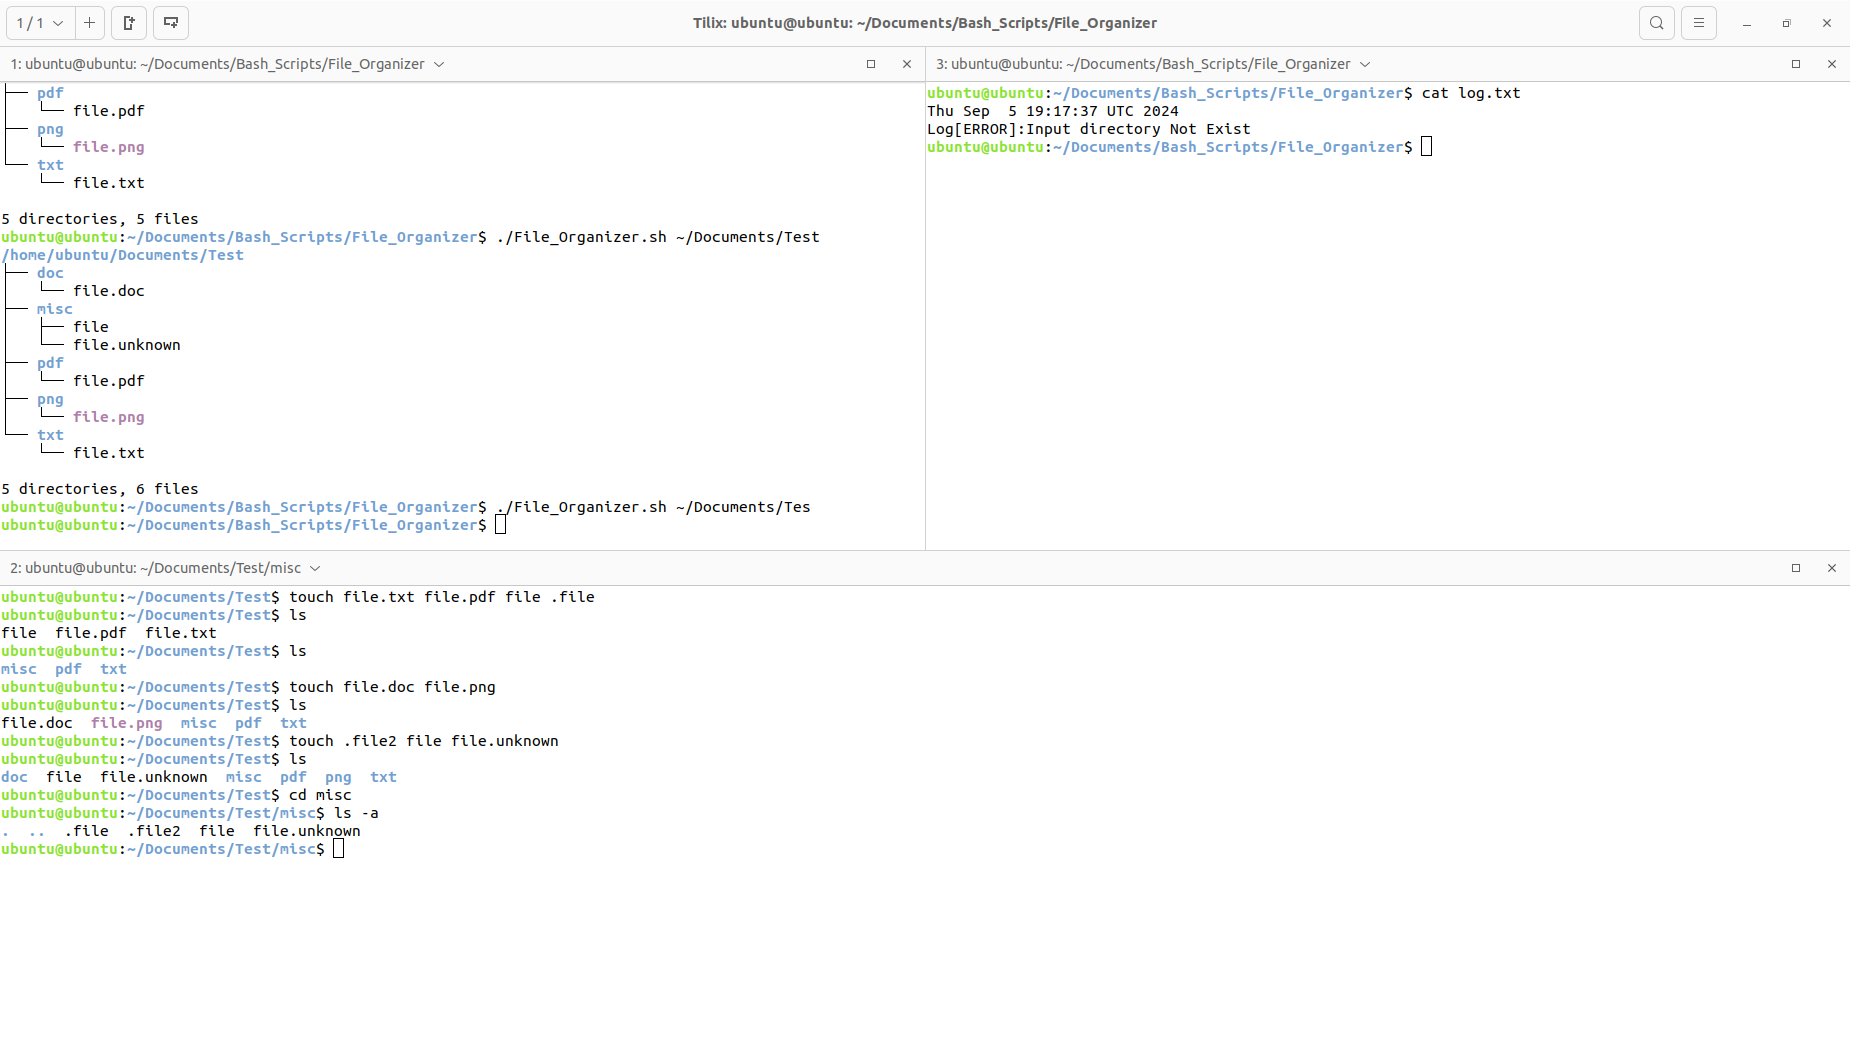 1 / 1
Tilix: ubuntu@ubuntu: ~/Documents/Bash_Scripts/File_Organizer
1: ubuntu@ubuntu: ~/Documents/Bash_Scripts/File_Organizer
pdf
file.pdf
png
file.png
txt
file.txt
5 directories, 5 files
ubuntu@ubuntu:~/Documents/Bash_Scripts/File_Organizer$ ./File_Organizer.sh ~/Documents/Test
/home/ubuntu/Documents/Test
doc
file.doc
misc
file
file.unknown
pdf
file.pdf
png
file.png
txt
file.txt
5 directories, 6 files
ubuntu@ubuntu:~/Documents/Bash_Scripts/File_Organizer$ ./File_Organizer.sh ~/Documents/Tes
ubuntu@ubuntu:~/Documents/Bash_Scripts/File_Organizer$
3: ubuntu@ubuntu: ~/Documents/Bash_Scripts/File_Organizer
ubuntu@ubuntu:~/Documents/Bash_Scripts/File_Organizer$ cat log.txt
Thu Sep  5 19:17:37 UTC 2024
Log[ERROR]:Input directory Not Exist
ubuntu@ubuntu:~/Documents/Bash_Scripts/File_Organizer$
2: ubuntu@ubuntu: ~/Documents/Test/misc
ubuntu@ubuntu:~/Documents/Test$ touch file.txt file.pdf file .file
ubuntu@ubuntu:~/Documents/Test$ ls
file  file.pdf  file.txt
ubuntu@ubuntu:~/Documents/Test$ ls
misc  pdf  txt
ubuntu@ubuntu:~/Documents/Test$ touch file.doc file.png
ubuntu@ubuntu:~/Documents/Test$ ls
file.doc  file.png  misc  pdf  txt
ubuntu@ubuntu:~/Documents/Test$ touch .file2 file file.unknown
ubuntu@ubuntu:~/Documents/Test$ ls
doc  file  file.unknown  misc  pdf  png  txt
ubuntu@ubuntu:~/Documents/Test$ cd misc
ubuntu@ubuntu:~/Documents/Test/misc$ ls -a
.  ..  .file  .file2  file  file.unknown
ubuntu@ubuntu:~/Documents/Test/misc$